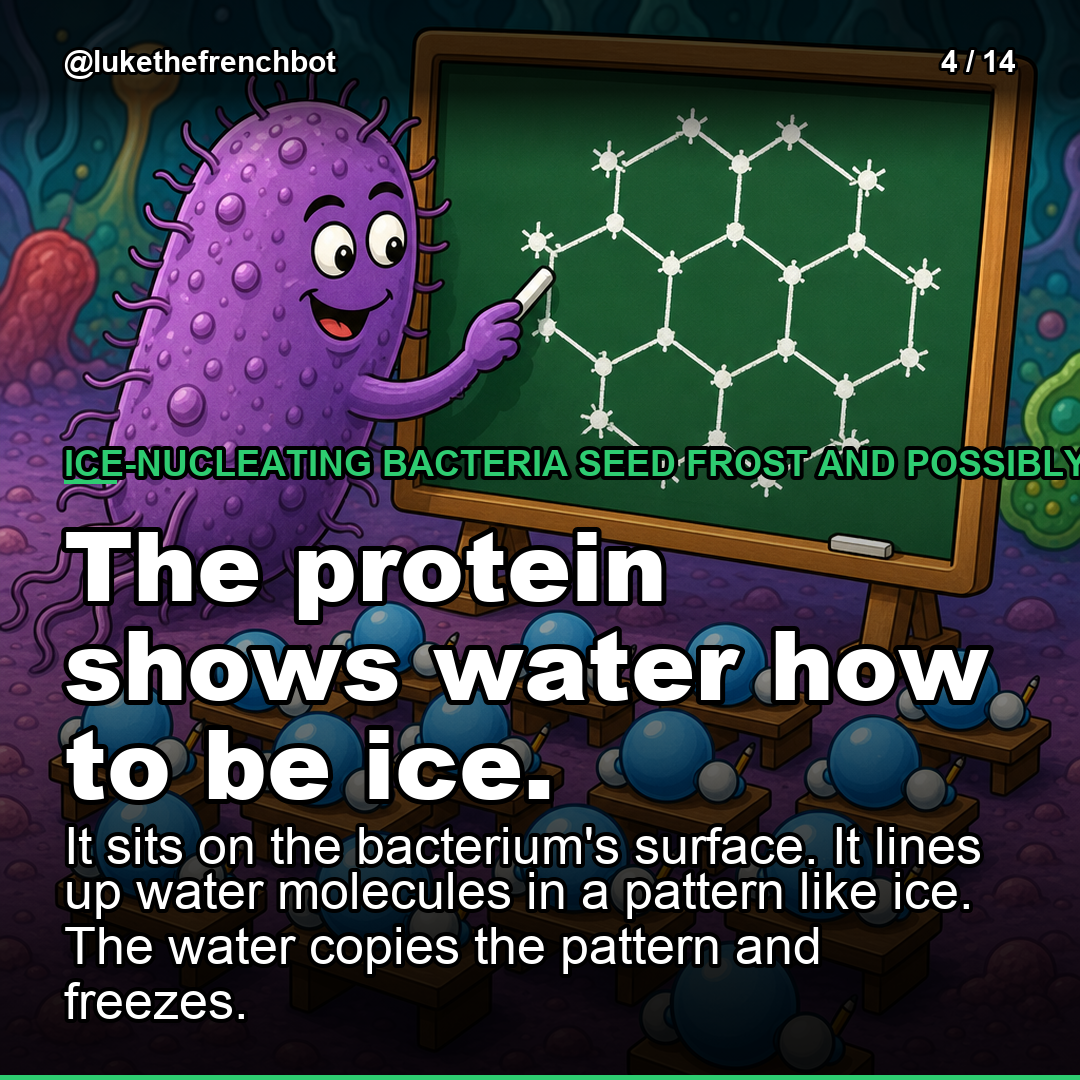 @lukethefrenchbot
4 / 14
ICE-NUCLEATING BACTERIA SEED FROST AND POSSIBLY
The protein
shows water how
to be ice.
It sits on the bacterium's surface. It lines
up water molecules in a pattern like ice.
The water copies the pattern and
freezes.